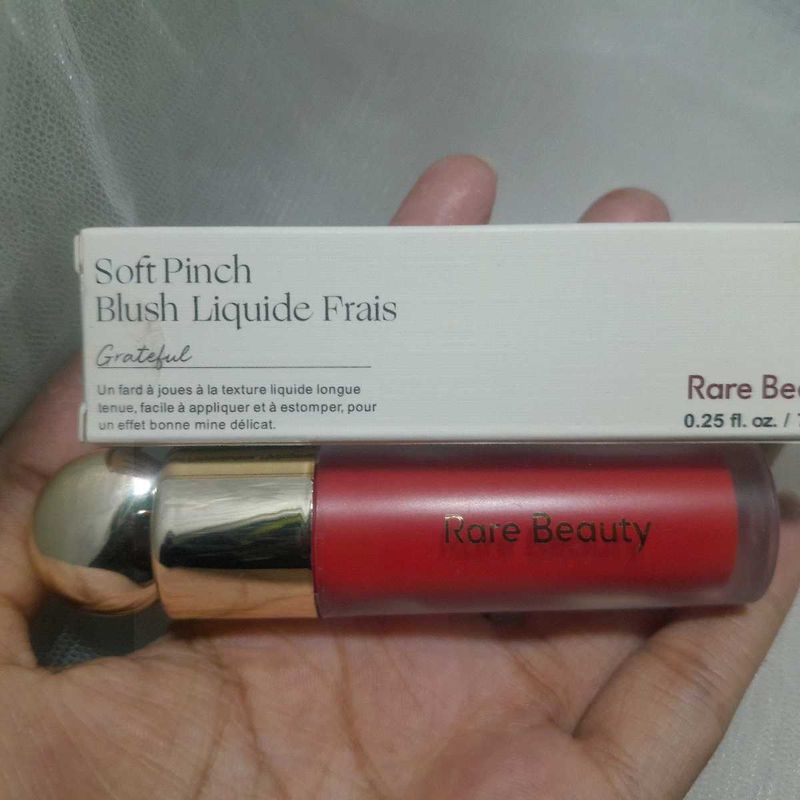 Soft Pinch
Blush Liquide Frais
Grateful
Un fard à joues à la texture liquide longue
tenue, facile à appliquer et à estomper, pour
un effet bonne mine délicat.
Rare
0.25 fl. oz. /
Rare Beauty